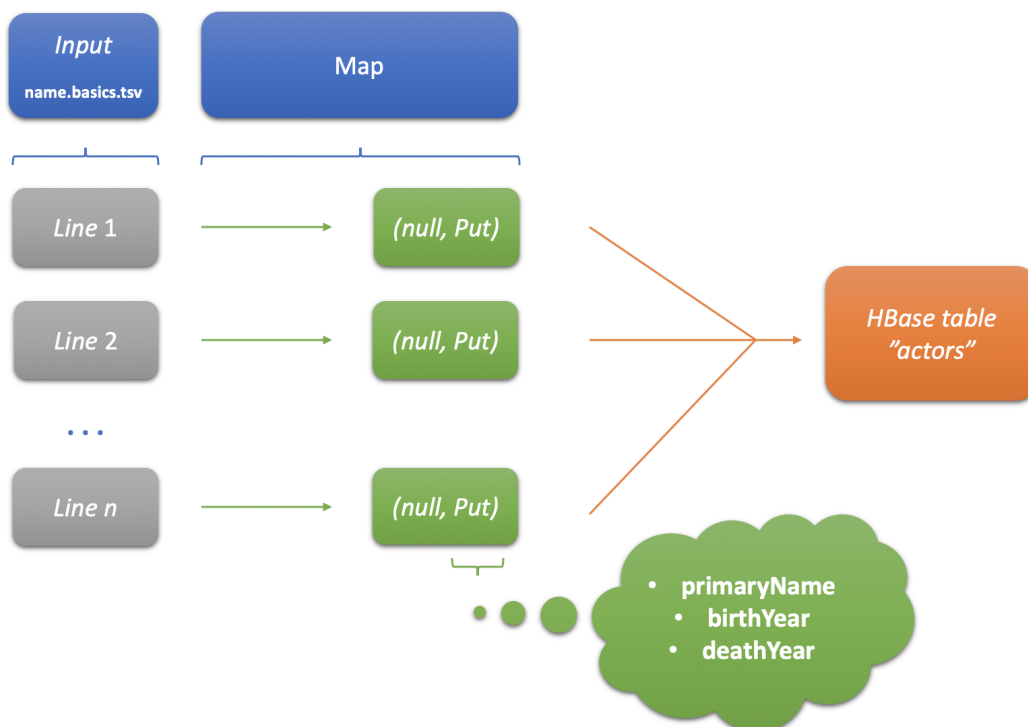 Input
name.basics.tsv
Map
Line 1
(null, Put)
Line 2
(null, Put)
HBase table
”actors”
...
Line n
(null, Put)
• primaryName
• birthYear
• deathYear